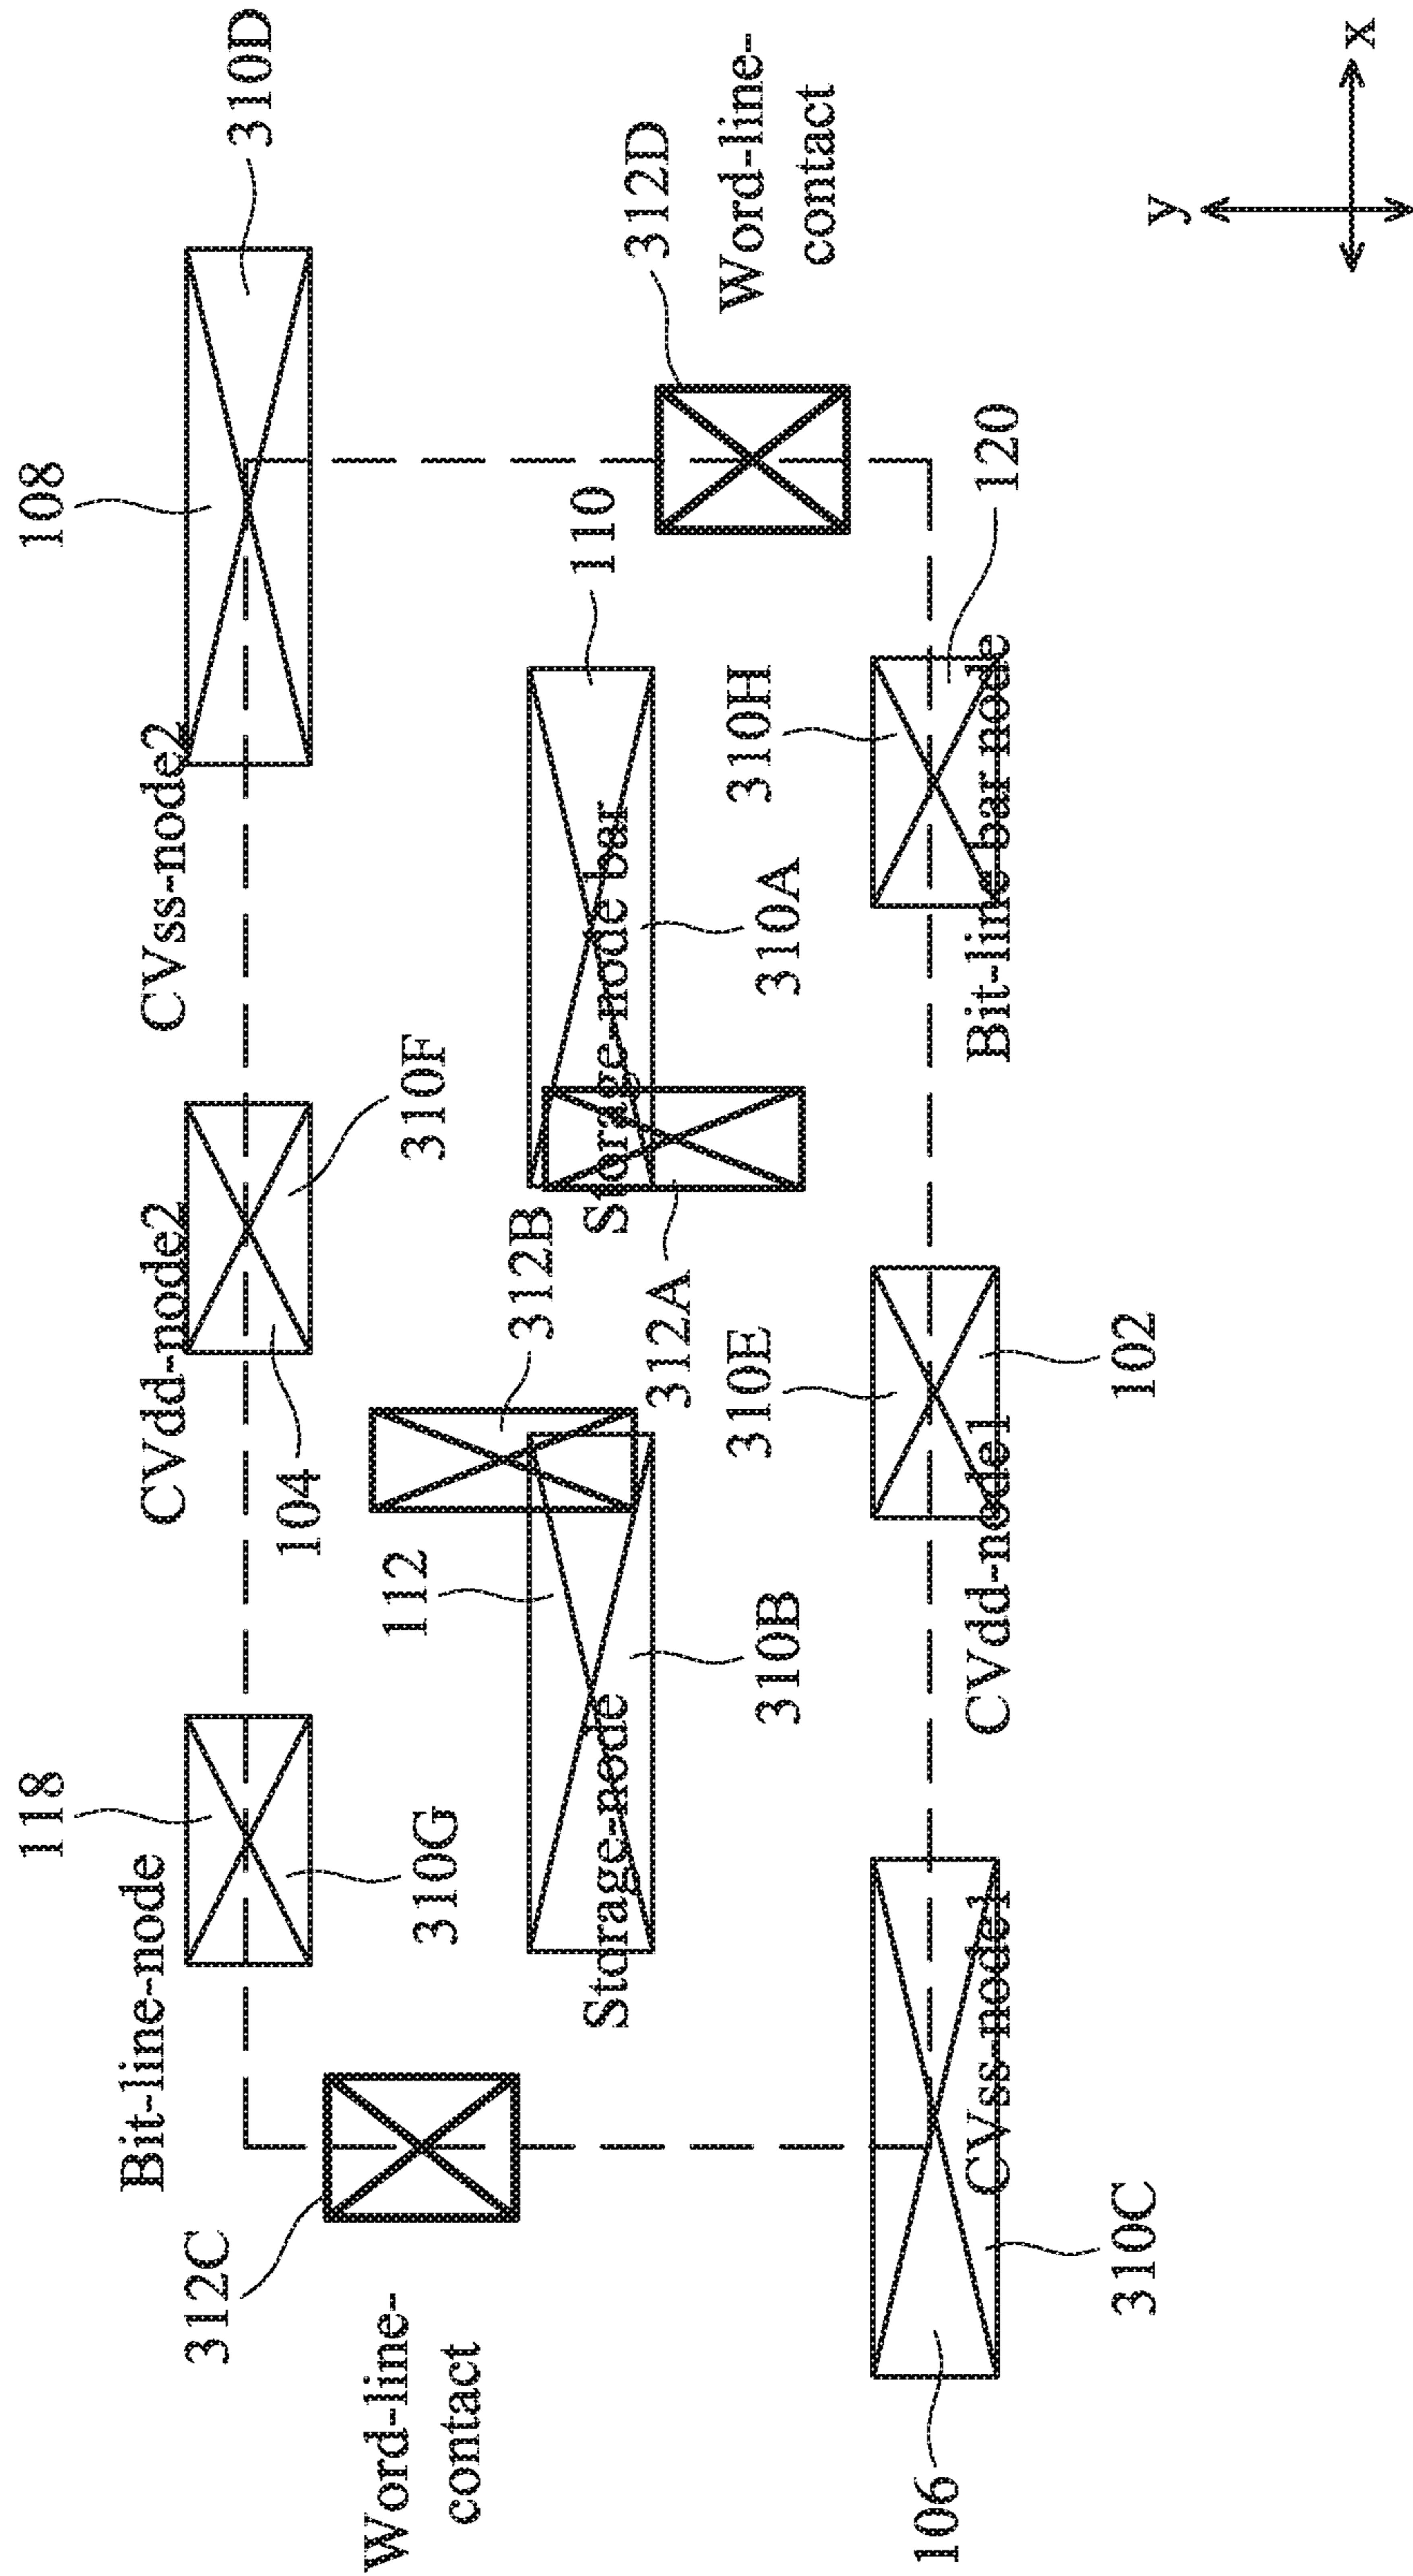 118
108
Bit-line-node
CVdd-node2
CVss-node2
312C
310D
104
Word-line-
contact
112
310G
310F
312B
110
Storage-node
Storage-node bar
312A
312D
Word-line-
contact
310B
310E
310A
310H
106
CVss-node1
CVdd-node1
Bit-line bar node
120
310C
102
y
x